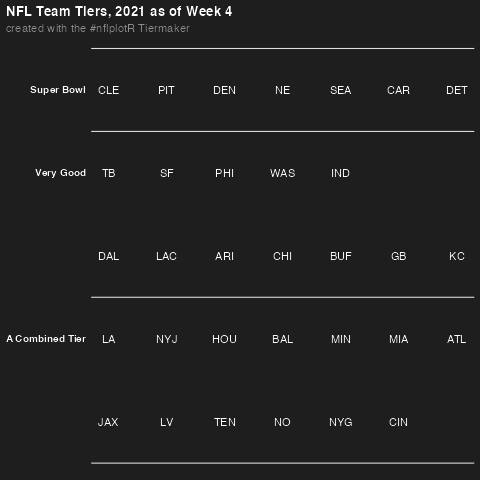 NFL Team Tiers, 2021 as of Week 4
created with the #nflplotR Tiermaker
Super Bowl CLE PIT DEN NE SEA CAR DET
Very Good TB SF PHI WAS IND
DAL LAC ARI CHI BUF GB KC
A Combined Tier LA NYJ HOU BAL MIN MIA ATL
JAX LV TEN NO NYG CIN